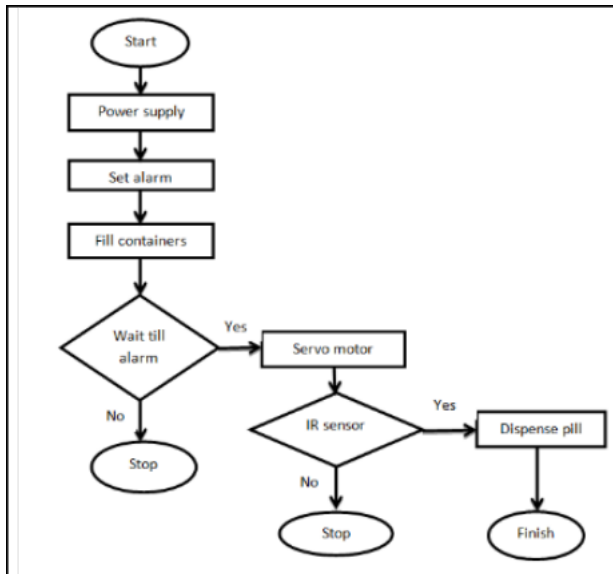 Start
Power supply
Set alarm
Fill containers
Wait till
alarm
Yes
Servo motor
No
Stop
IR sensor
Yes
Dispense pill
No
Stop
Finish